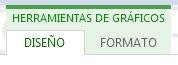 HERRAMIENTAS DE GRÁFICOS
DISEÑO FORMATO